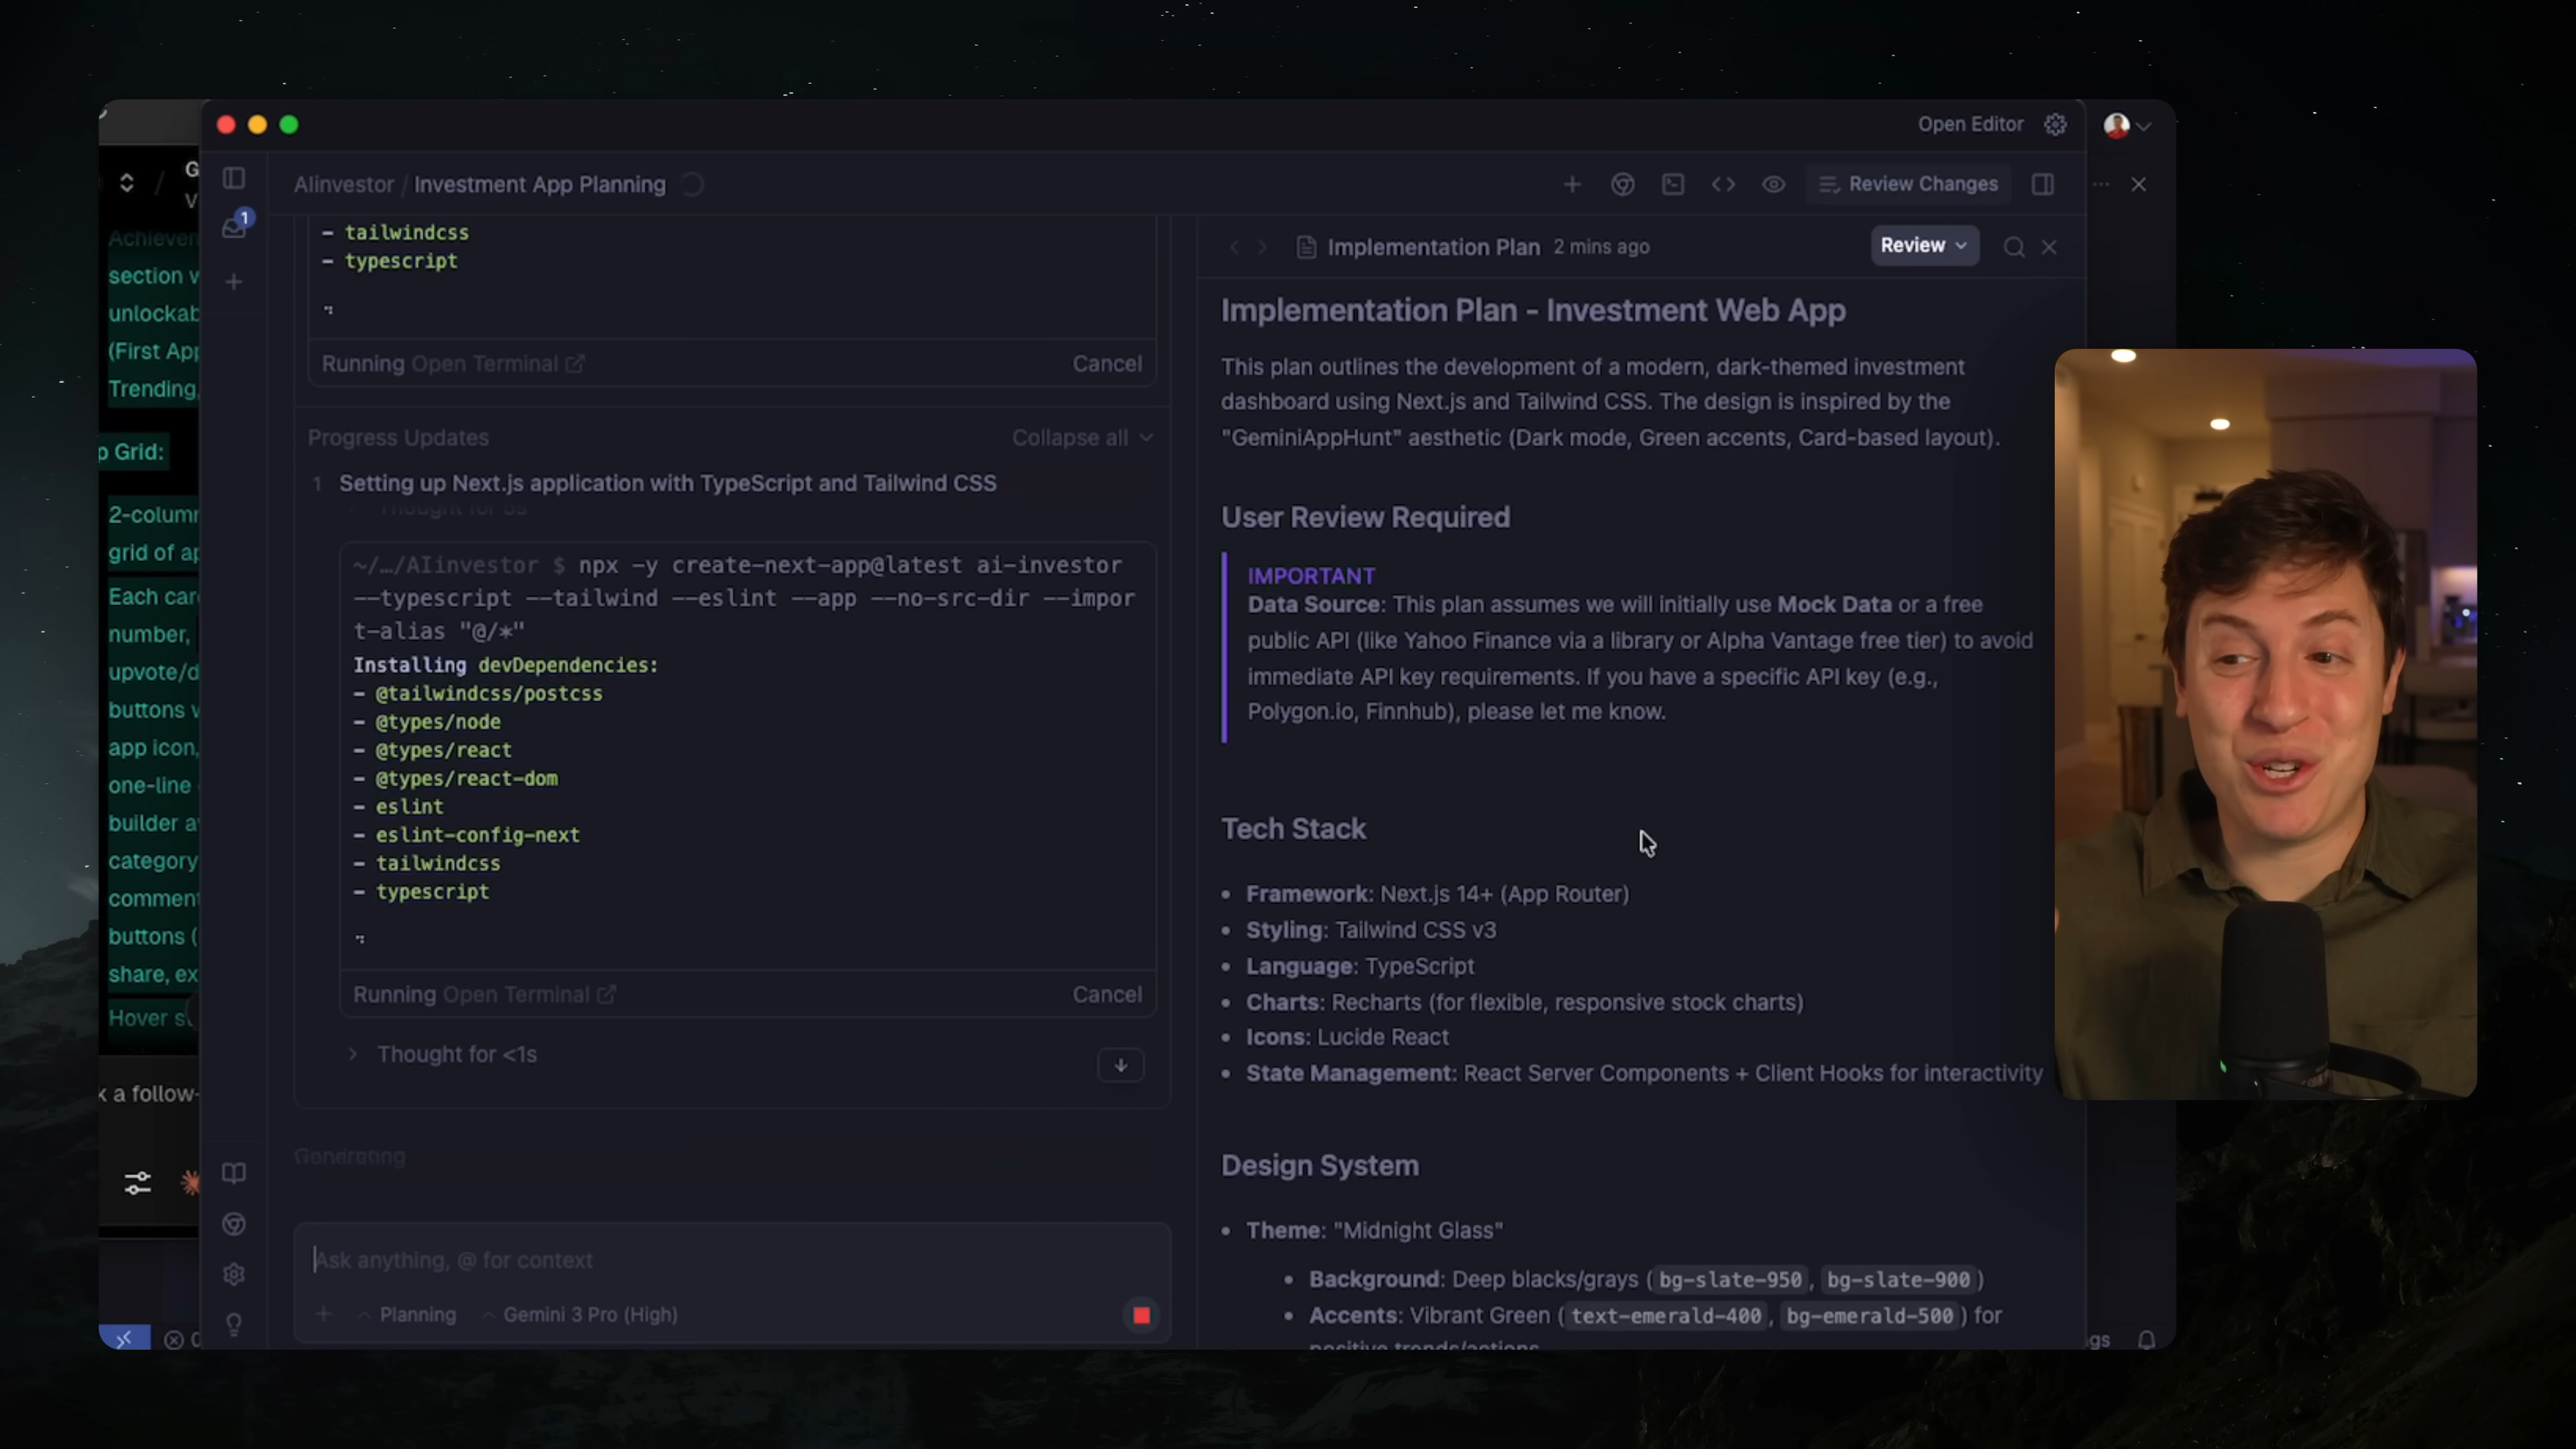 Open Editor
AIinvestor / Investment App Planning
Review Changes
1
- tailwindcss
- typescript
Running Open Terminal
Cancel
Progress Updates
Collapse all
1 Setting up Next.js application with TypeScript and Tailwind CSS
~/…/AIinvestor $ npx -y create-next-app@latest ai-investor
--typescript --tailwind --eslint --app --no-src-dir --impor
t-alias "@/*"
Installing devDependencies:
- @tailwindcss/postcss
- @types/node
- @types/react
- @types/react-dom
- eslint
- eslint-config-next
- tailwindcss
- typescript
Running Open Terminal
Cancel
Thought for <1s
Generating
Ask anything, @ for context
Planning
Gemini 3 Pro (High)
Implementation Plan 2 mins ago
Review
Implementation Plan - Investment Web App
This plan outlines the development of a modern, dark-themed investment
dashboard using Next.js and Tailwind CSS. The design is inspired by the
"GeminiAppHunt" aesthetic (Dark mode, Green accents, Card-based layout).
User Review Required
IMPORTANT
Data Source: This plan assumes we will initially use Mock Data or a free
public API (like Yahoo Finance via a library or Alpha Vantage free tier) to avoid
immediate API key requirements. If you have a specific API key (e.g.,
Polygon.io, Finnhub), please let me know.
Tech Stack
• Framework: Next.js 14+ (App Router)
• Styling: Tailwind CSS v3
• Language: TypeScript
• Charts: Recharts (for flexible, responsive stock charts)
• Icons: Lucide React
• State Management: React Server Components + Client Hooks for interactivity
Design System
• Theme: "Midnight Glass"
• Background: Deep blacks/grays (bg-slate-950, bg-slate-900)
• Accents: Vibrant Green (text-emerald-400, bg-emerald-500) for
positive trends/actions
G
V
Achievem
section w
unlockab
(First App
Trending,
p Grid:
2-column
grid of ap
Each card
number,
upvote/d
buttons w
app icon,
one-line
builder a
category
comment
buttons (
share, ex
Hover s
k a follow-
gs